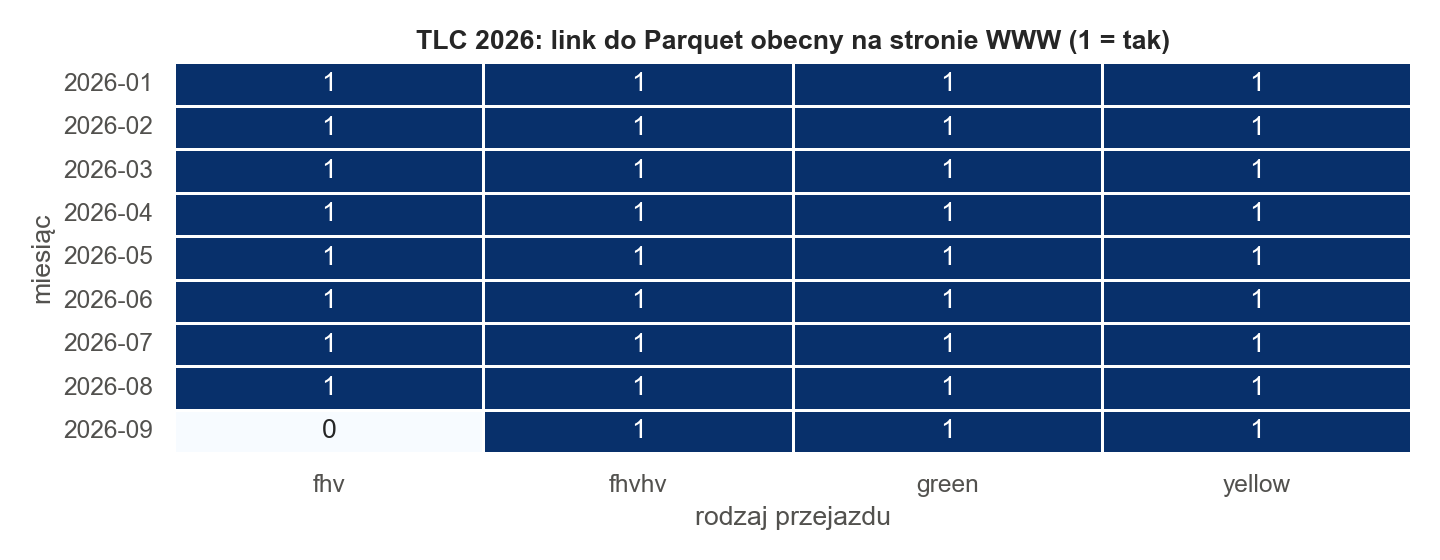 TLC 2026: link do Parquet obecny na stronie WWW (1 = tak)
miesiąc
2026-01 1 1 1 1
2026-02 1 1 1 1
2026-03 1 1 1 1
2026-04 1 1 1 1
2026-05 1 1 1 1
2026-06 1 1 1 1
2026-07 1 1 1 1
2026-08 1 1 1 1
2026-09 0 1 1 1
fhv fhvhv green yellow
rodzaj przejazdu